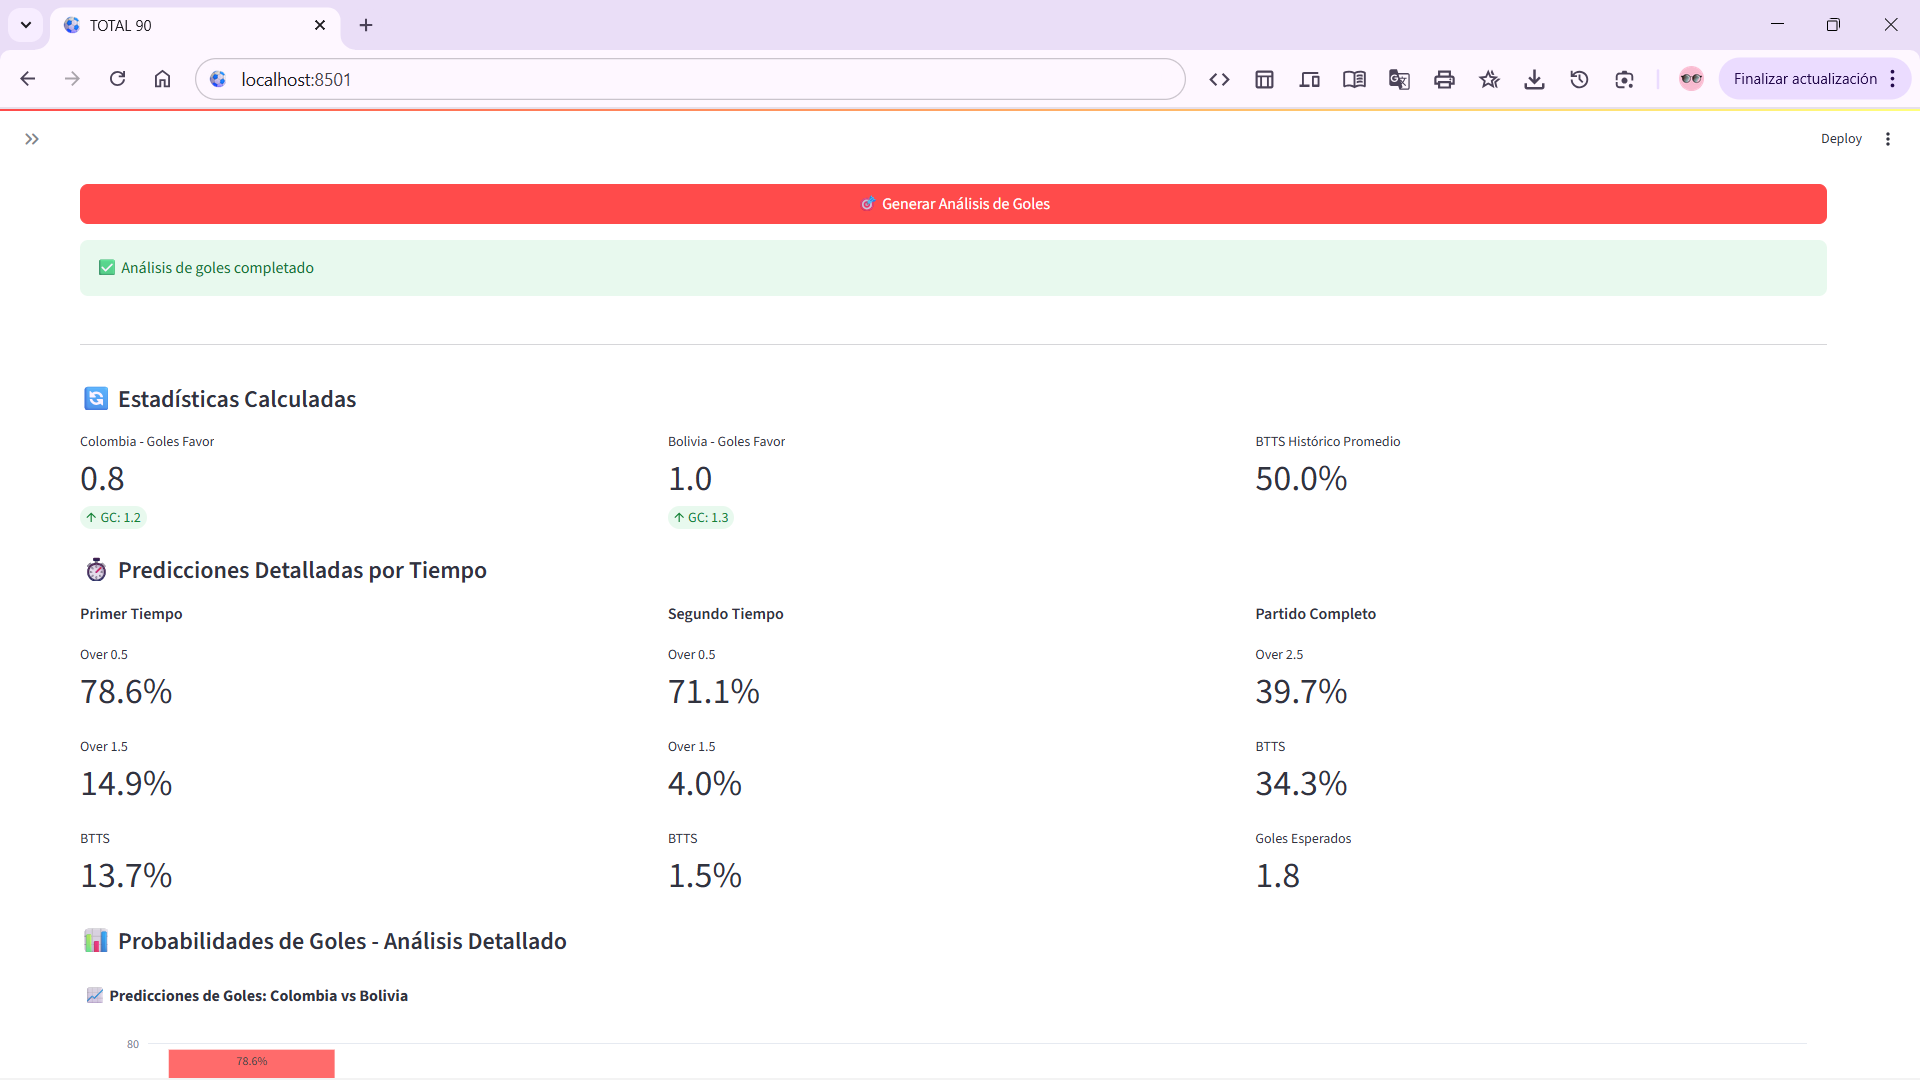 TOTAL 90
localhost:8501
Finalizar actualización
Deploy
Generar Análisis de Goles
Análisis de goles completado
Estadísticas Calculadas
Colombia - Goles Favor
0.8
↑ GC: 1.2
Bolivia - Goles Favor
1.0
↑ GC: 1.3
BTTS Histórico Promedio
50.0%
Predicciones Detalladas por Tiempo
Primer Tiempo
Over 0.5
78.6%
Over 1.5
14.9%
BTTS
13.7%
Segundo Tiempo
Over 0.5
71.1%
Over 1.5
4.0%
BTTS
1.5%
Partido Completo
Over 2.5
39.7%
BTTS
34.3%
Goles Esperados
1.8
Probabilidades de Goles - Análisis Detallado
Predicciones de Goles: Colombia vs Bolivia
80
78.6%